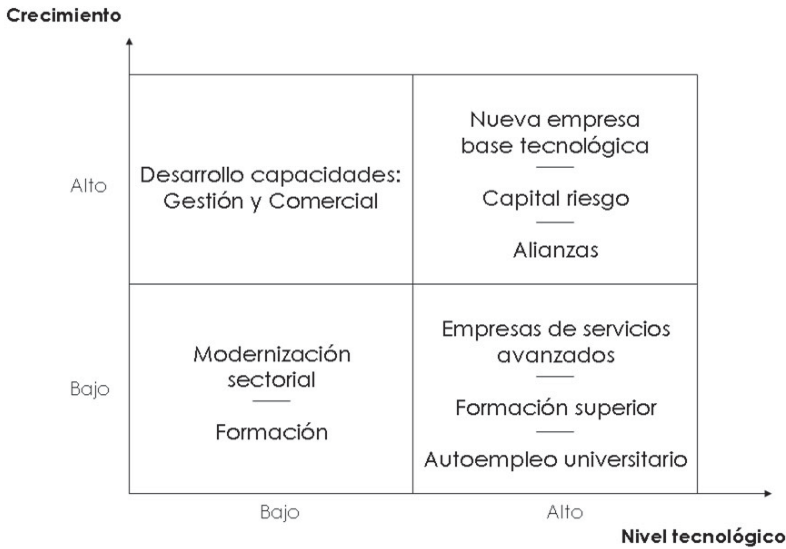 Crecimiento
Alto
Desarrollo capacidades:
Gestión y Comercial
Nueva empresa
base tecnológica
Capital riesgo
Alianzas
Bajo
Modernización
sectorial
Formación
Empresas de servicios
avanzados
Formación superior
Autoempleo universitario
Bajo
Alto
Nivel tecnológico